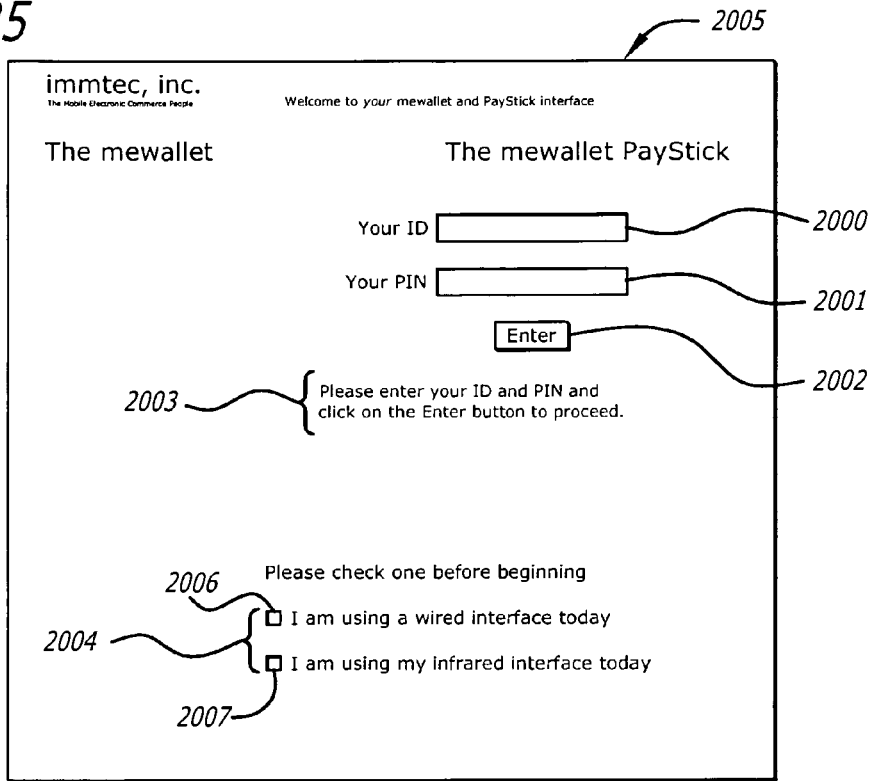 35
2005
immtec, inc.
The Mobile Electronic Commerce People
Welcome to your mewallet and PayStick interface
The mewallet
The mewallet PayStick
Your ID
2000
Your PIN
2001
Enter
2002
2003
Please enter your ID and PIN and
click on the Enter button to proceed.
Please check one before beginning
2006
I am using a wired interface today
2004
I am using my infrared interface today
2007